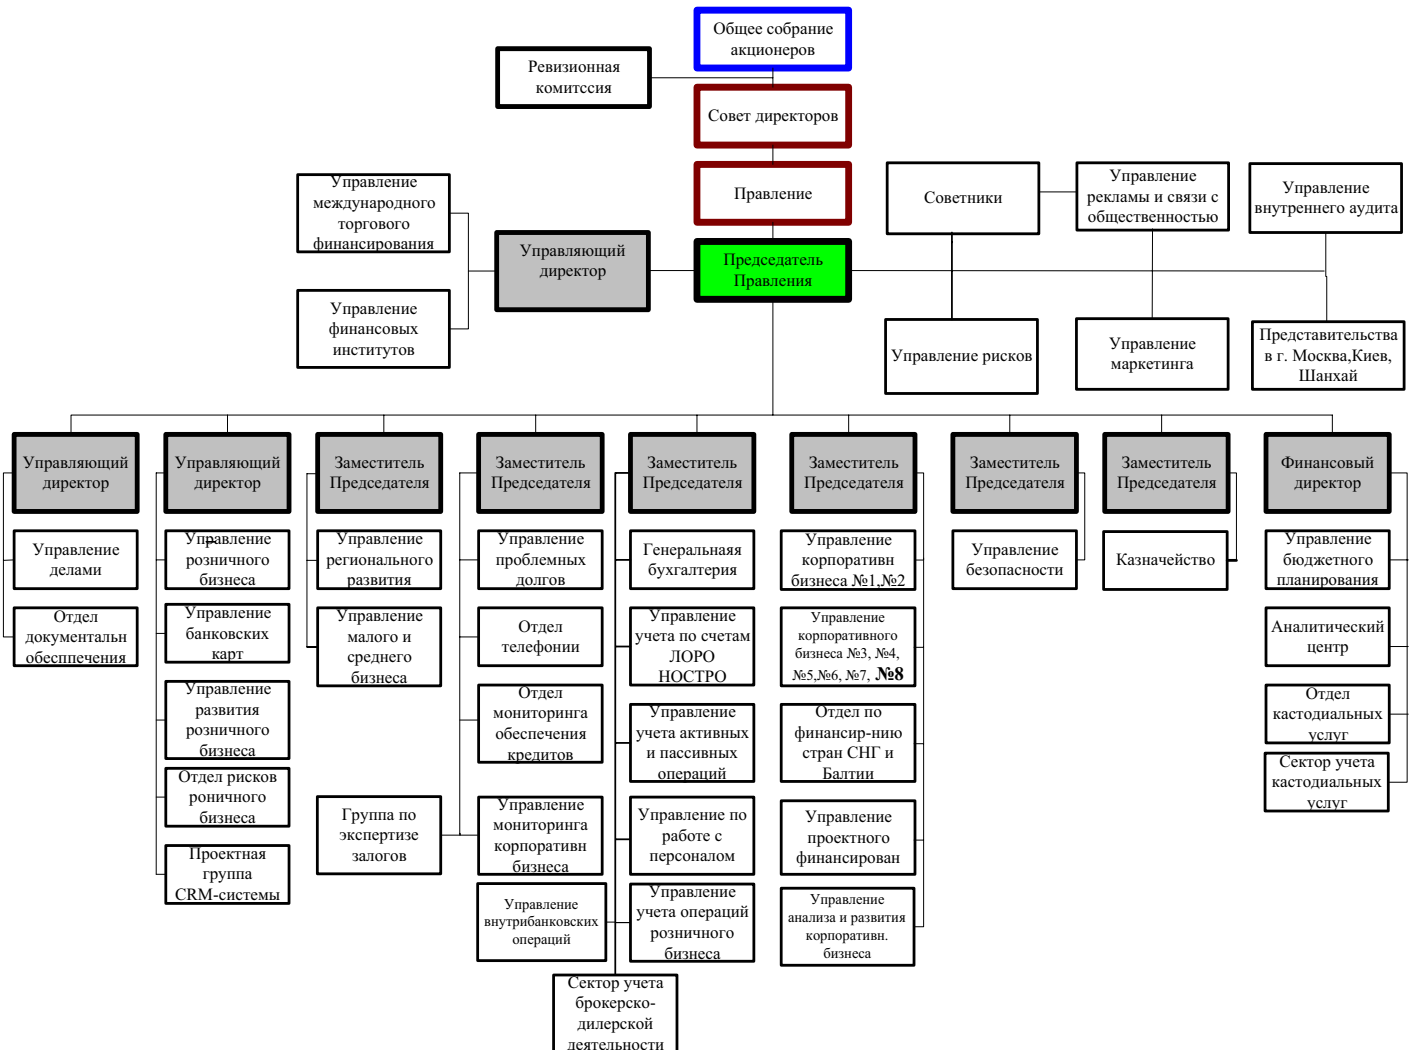 Общее собрание
акционеров
Ревизионная
комитссия
Совет директоров
Правление
Управление
международного
торгового
финансирования
Советники
Управление
рекламы и связи с
общественностью
Управление
внутреннего аудита
Управляющий
директор
Председатель
Правления
Управление
финансовых
институтов
Управление рисков
Управление
маркетинга
Представительства
в г. Москва,Киев,
Шанхай
Управляющий
директор
Управляющий
директор
Заместитель
Председателя
Заместитель
Председателя
Заместитель
Председателя
Заместитель
Председателя
Заместитель
Председателя
Заместитель
Председателя
Финансовый
директор
Управление
делами
Управление
розничного
бизнеса
Управление
регионального
развития
Управление
проблемных
долгов
Генеральнаяя
бухгалтерия
Управление
корпоративн
бизнеса №1,№2
Управление
безопасности
Казначейство
Управление
бюджетного
планирования
Отдел
документальн
обесппечения
Управление
банковских
карт
Управление
малого и
среднего
бизнеса
Отдел
телефонии
Управление
учета по счетам
ЛОРО
НОСТРО
Управление
корпоративного
бизнеса №3, №4,
№5,№6, №7, №8
Аналитический
центр
Управление
развития
розничного
бизнеса
Отдел
мониторинга
обеспечения
кредитов
Управление
учета активных
и пассивных
операций
Отдел по
финансир-нию
стран СНГ и
Балтии
Отдел
кастодиальных
услуг
Отдел рисков
роничного
бизнеса
Группа по
экспертизе
залогов
Управление
мониторинга
корпоративн
бизнеса
Управление по
работе с
персоналом
Управление
проектного
финансирован
Сектор учета
кастодиальных
услуг
Проектная
группа
CRM-системы
Управление
внутрибанковских
операций
Управление
учета операций
розничного
бизнеса
Управление
анализа и развития
корпоративн.
бизнеса
Сектор учета
брокерско-
дилерской
деятельности